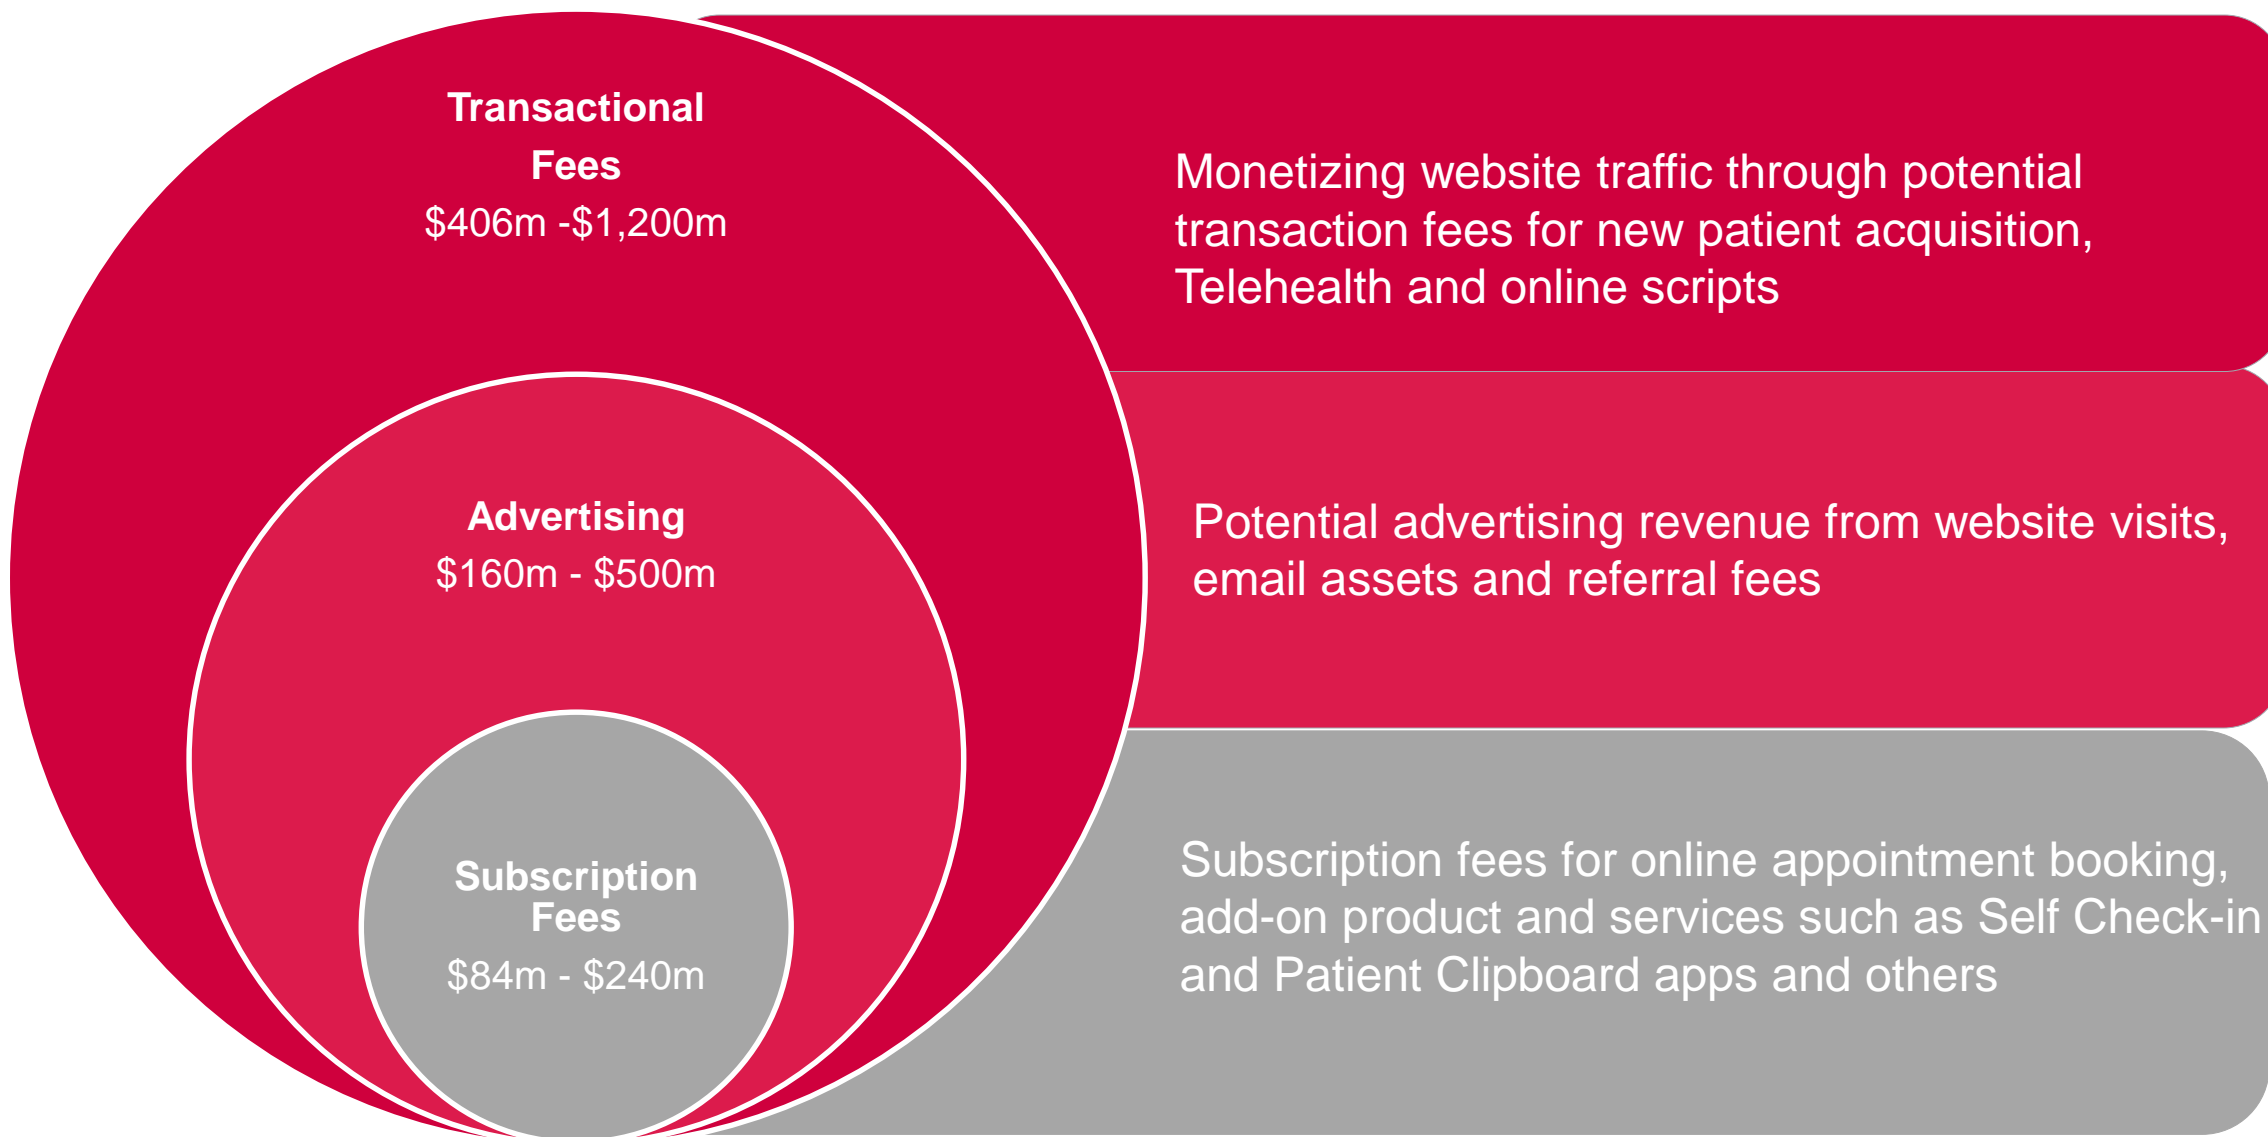 Transactional
Fees
$406m -$1,200m
Monetizing website traffic through potential
transaction fees for new patient acquisition,
Telehealth and online scripts
Advertising
$160m - $500m
Potential advertising revenue from website visits,
email assets and referral fees
Subscription
Fees
$84m - $240m
Subscription fees for online appointment booking,
add-on product and services such as Self Check-in
and Patient Clipboard apps and others